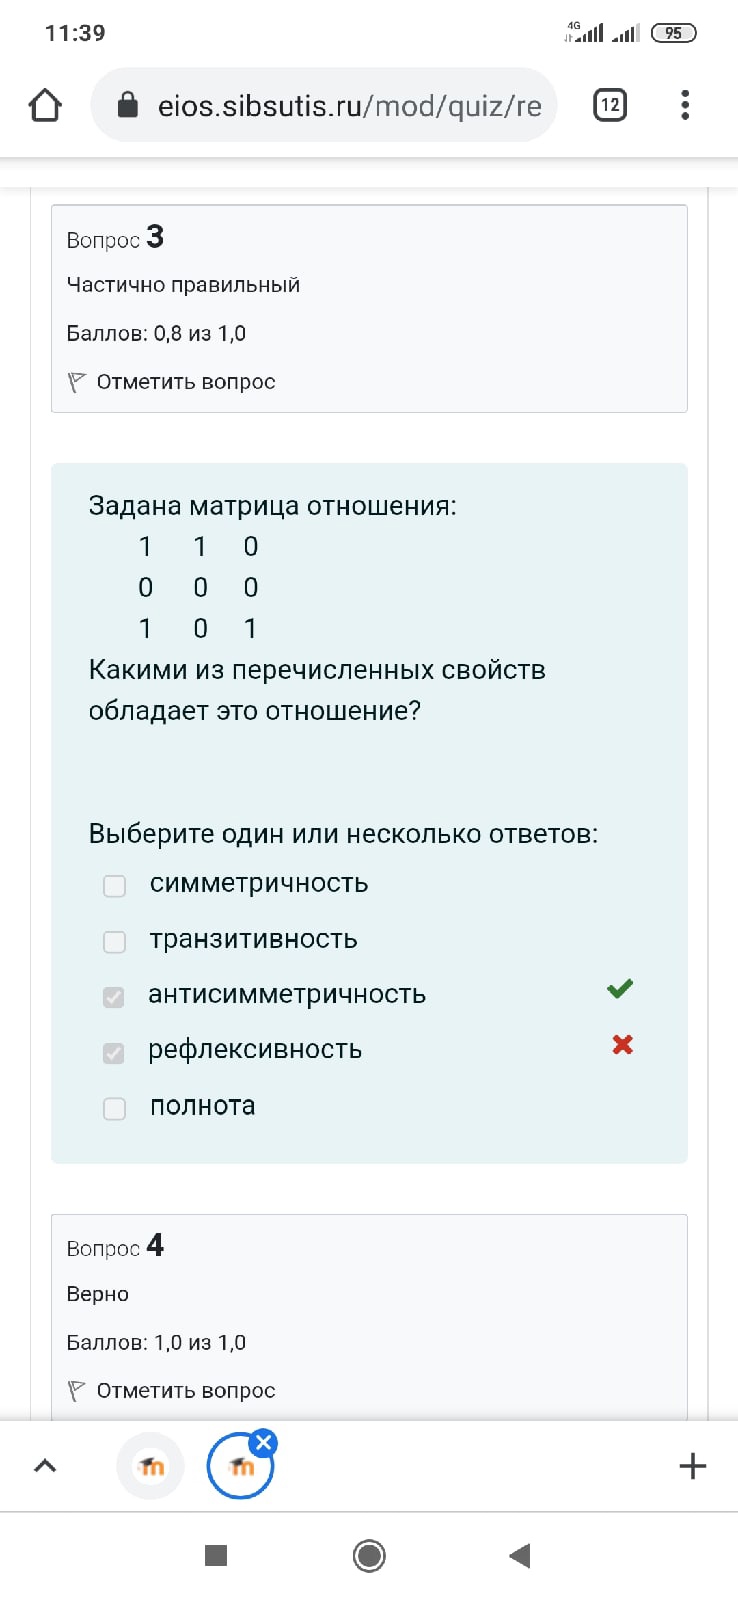 11:39
4G
95
eios.sibsutis.ru/mod/quiz/re
12
Вопрос 3
Частично правильный
Баллов: 0,8 из 1,0
Отметить вопрос
Задана матрица отношения:
1 1 0
0 0 0
1 0 1
Какими из перечисленных свойств
обладает это отношение?
Выберите один или несколько ответов:
симметричность
транзитивность
антисимметричность
рефлексивность
полнота
Вопрос 4
Верно
Баллов: 1,0 из 1,0
Отметить вопрос